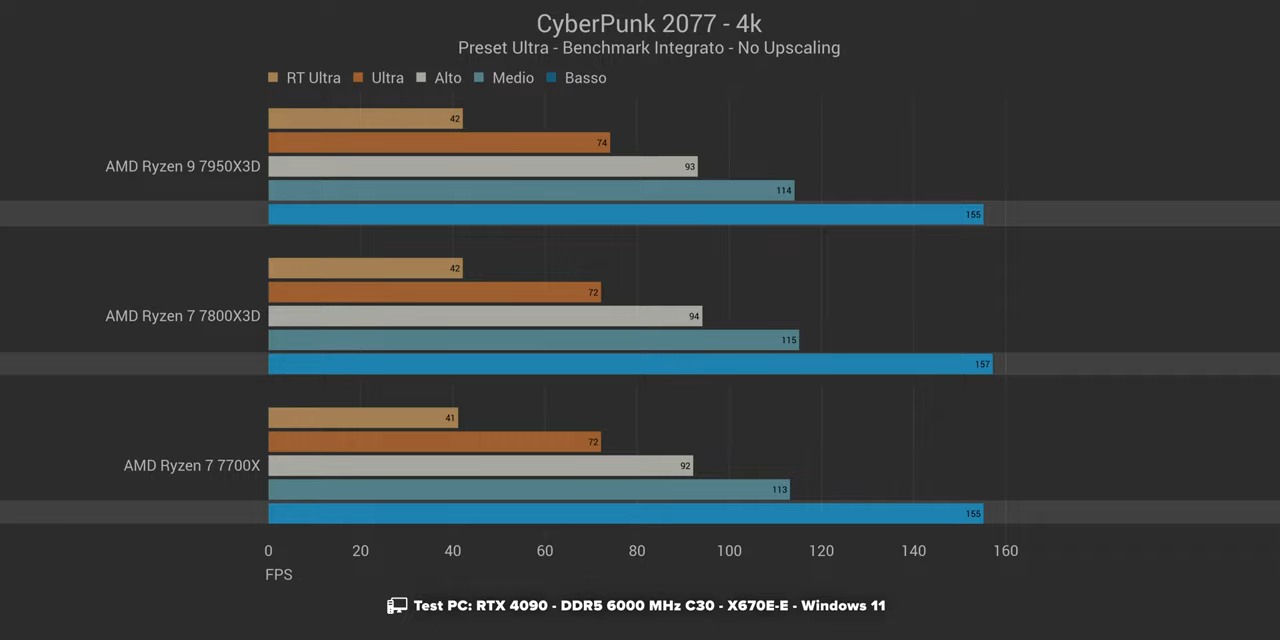 CyberPunk 2077 - 4k
Preset Ultra - Benchmark Integrato - No Upscaling
RT Ultra Ultra Alto Medio Basso
42
74
AMD Ryzen 9 7950X3D 93
114
155
42
72
AMD Ryzen 7 7800X3D 94
115
157
41
72
AMD Ryzen 7 7700X 92
113
155
0 20 40 60 80 100 120 140 160
FPS
Test PC: RTX 4090 - DDR5 6000 MHz C30 - X670E-E - Windows 11